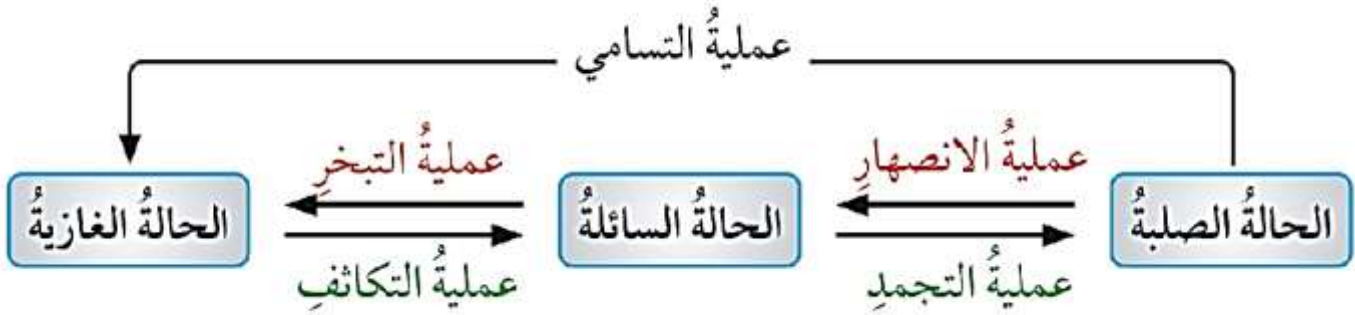 عمليةُ التسامي
عمليةُ الانصهارِ
عمليةُ التبخرِ
الحالةُ الصلبةُ
الحالةُ السائلةُ
الحالةُ الغازيةُ
عمليةُ التجمدِ
عمليةُ التكاثفِ